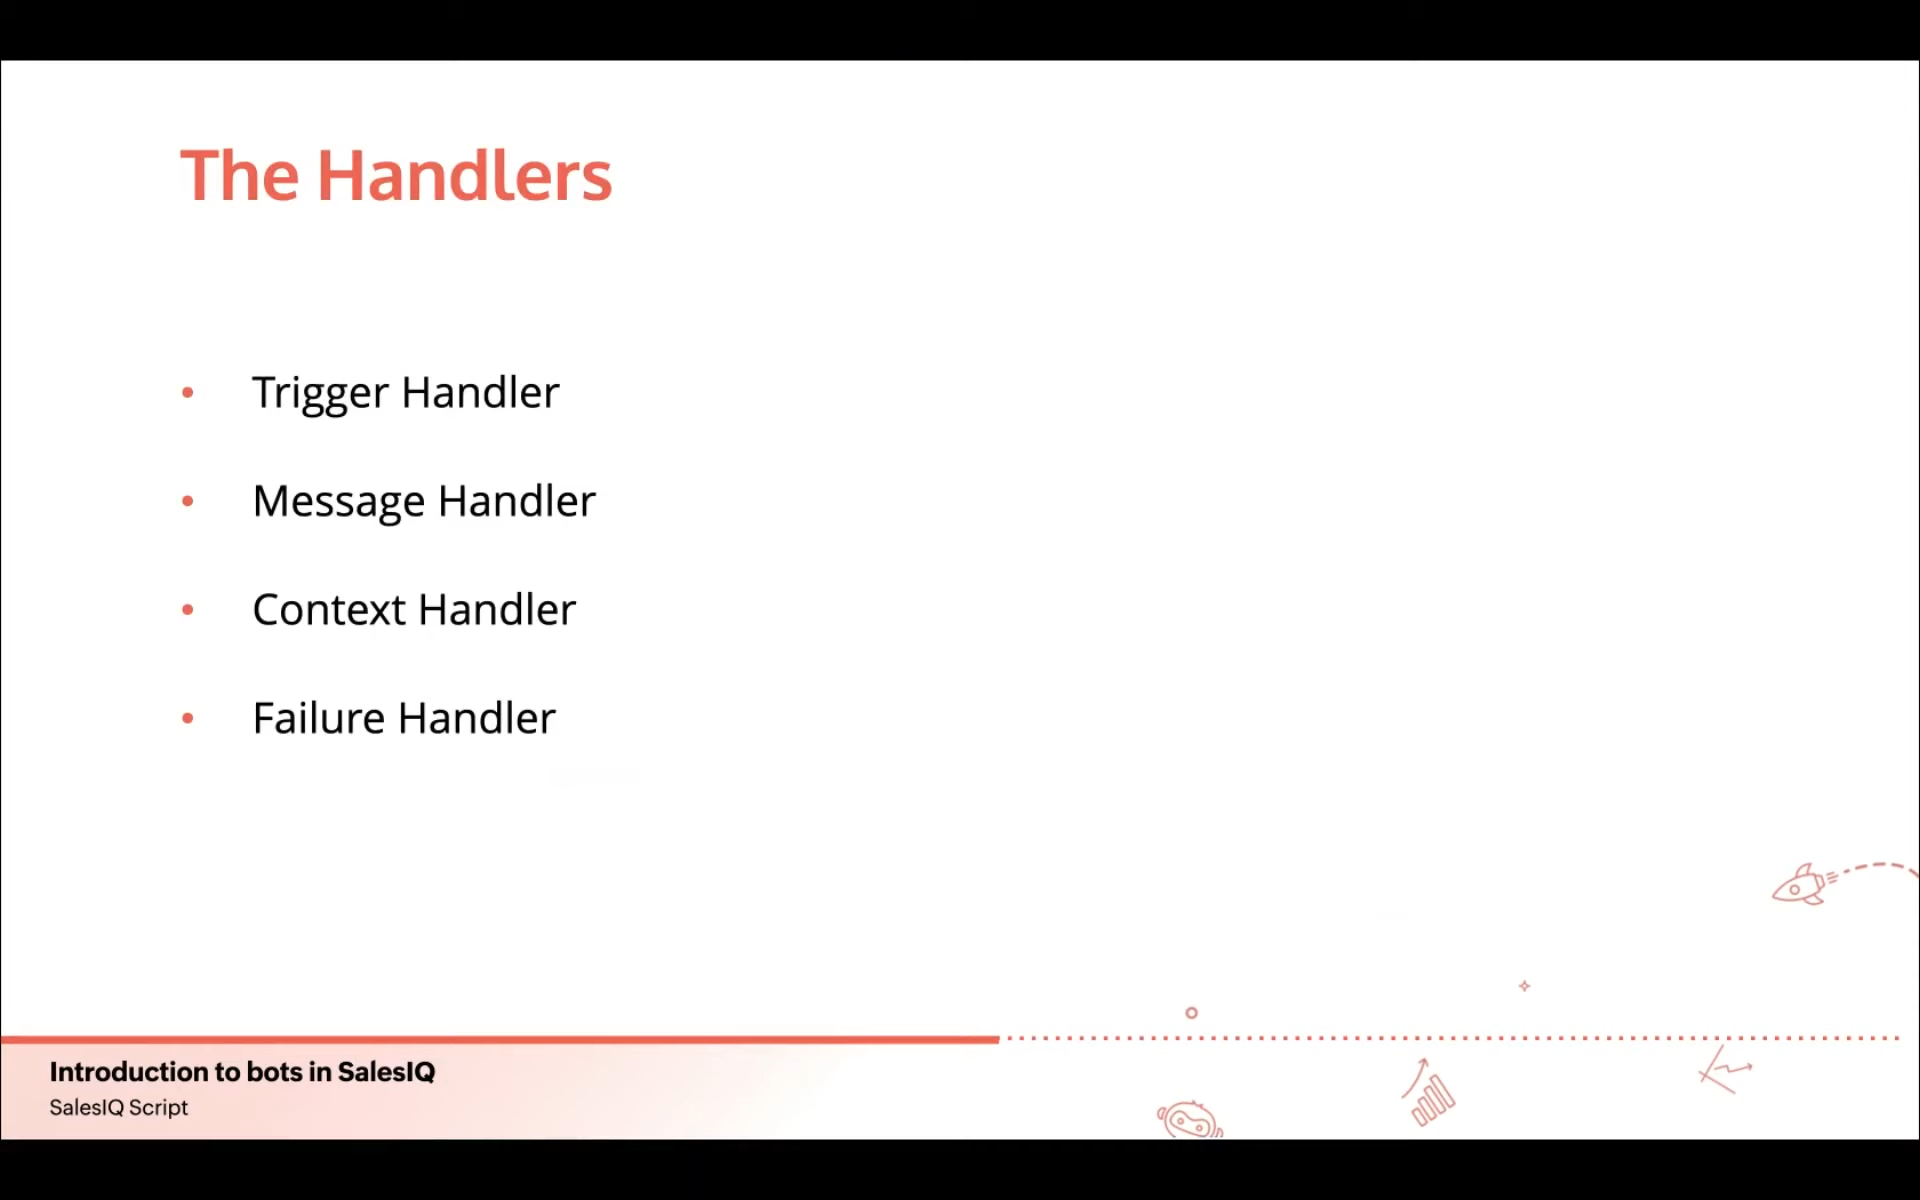 The Handlers
• Trigger Handler
• Message Handler
• Context Handler
• Failure Handler
Introduction to bots in SalesIQ
SalesIQ Script